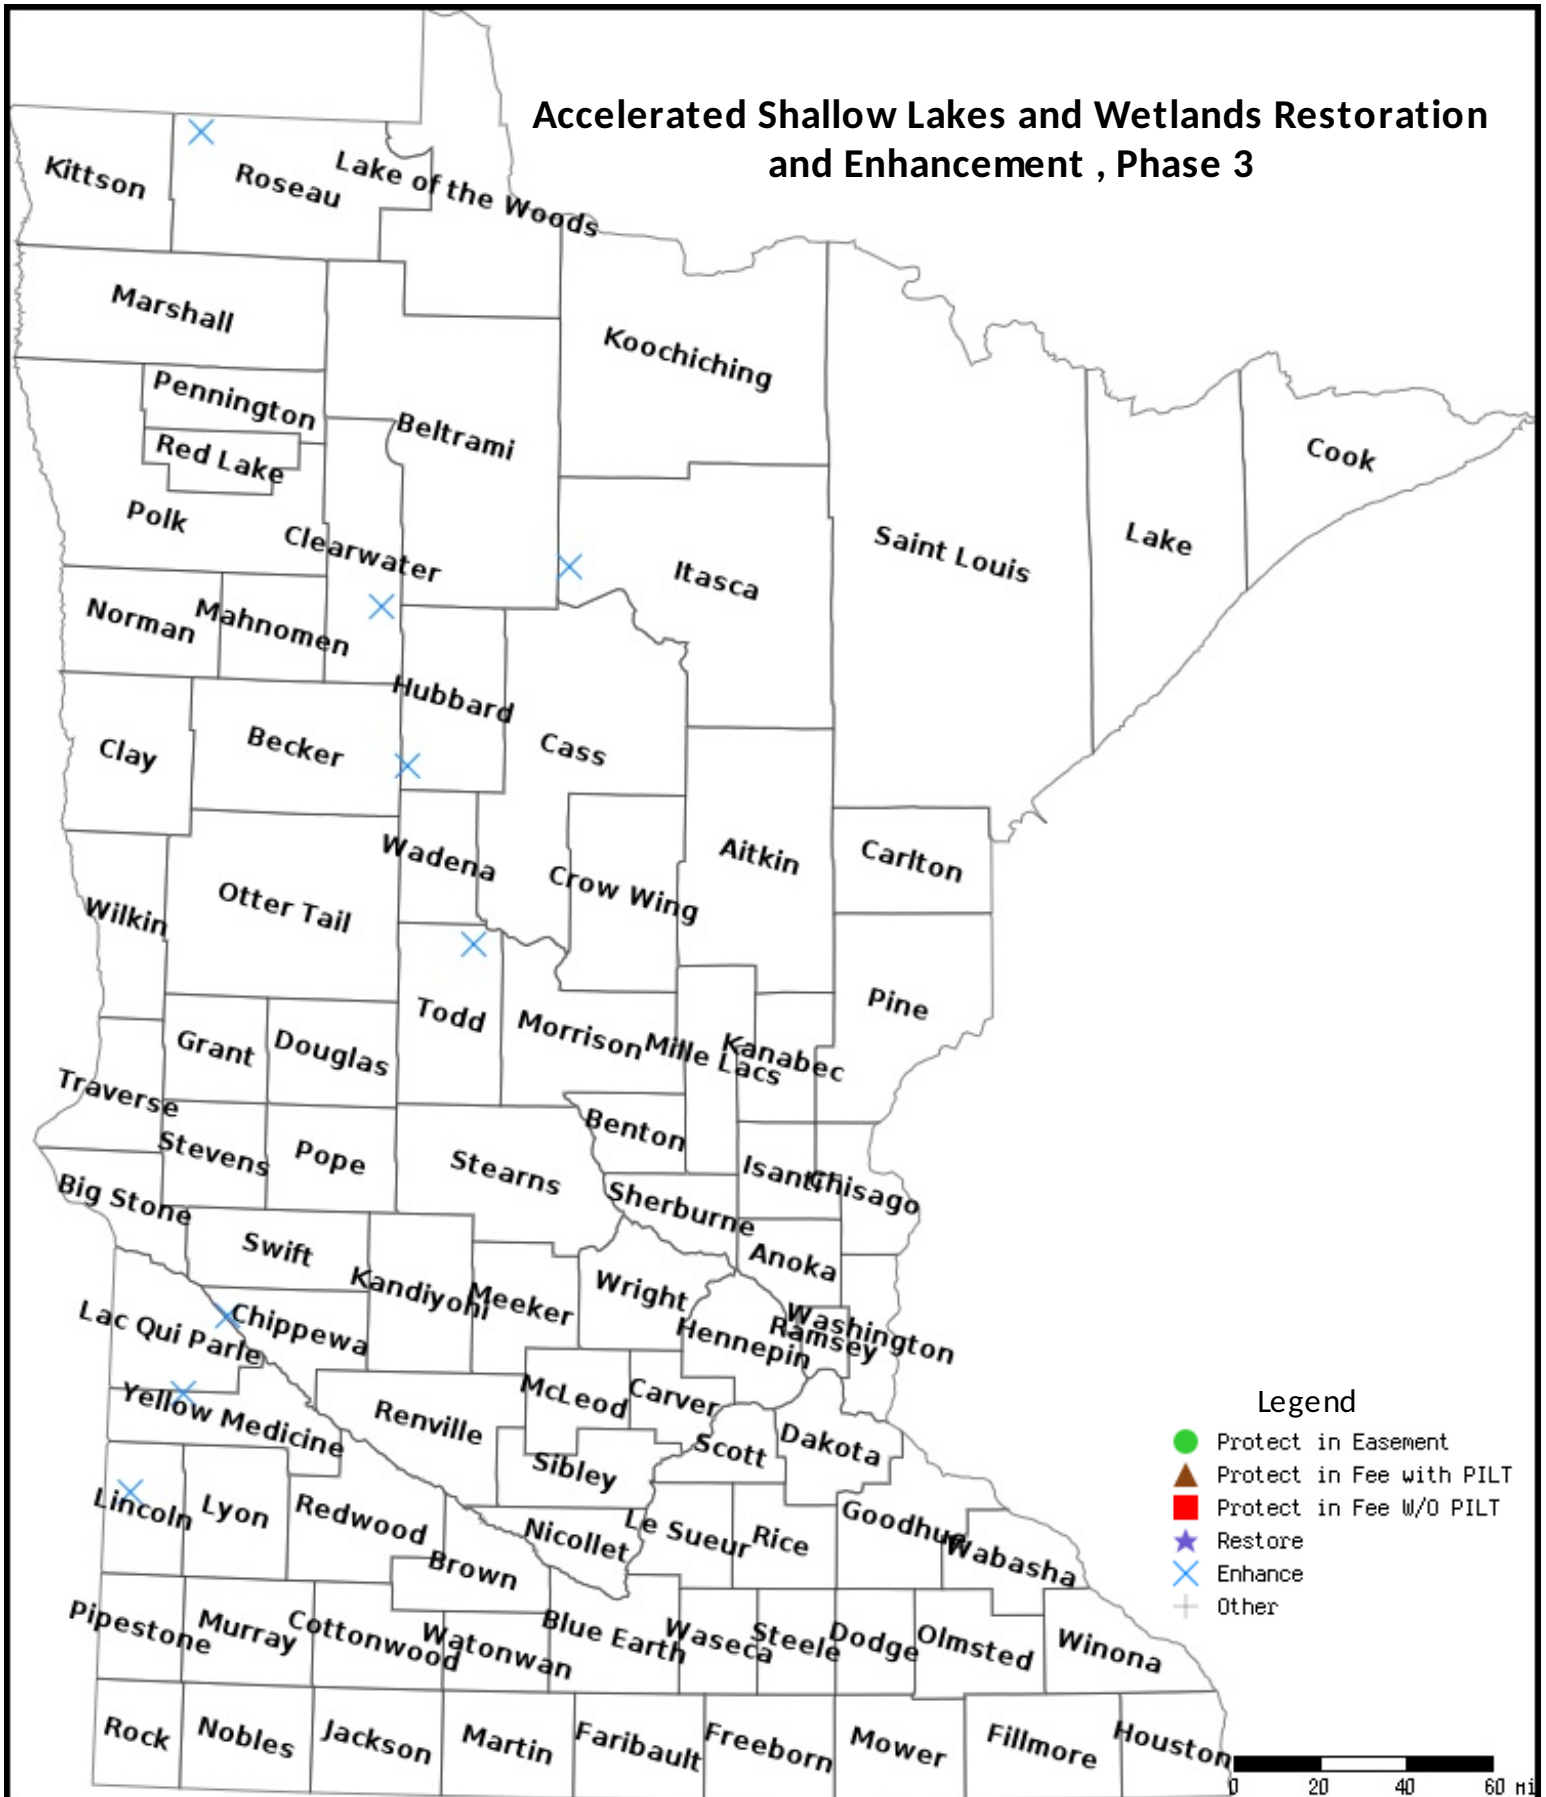 Accelerated Shallow Lakes and Wetlands Restoration
and Enhancement , Phase 3
Kittson
Roseau
Lake of the Woods
Marshall
Koochiching
Pennington
Beltrami
Red Lake
Cook
Polk
Clearwater
Saint Louis
Lake
Itasca
Norman
Mahnomen
Hubbard
Clay
Becker
Cass
Wadena
Aitkin
Carlton
Otter Tail
Crow Wing
Wilkin
Todd
Pine
Grant
Douglas
Morrison
Mille Lacs
Kanabec
Traverse
Stevens
Pope
Stearns
Benton
Isanti
Chisago
Big Stone
Sherburne
Swift
Anoka
Kandiyohi
Meeker
Wright
Lac Qui Parle
Chippewa
Hennepin
Ramsey
Washington
Yellow Medicine
Renville
McLeod
Carver
Scott
Dakota
Sibley
Lincoln
Lyon
Redwood
Brown
Nicollet
Le Sueur
Rice
Goodhue
Wabasha
Pipestone
Murray
Cottonwood
Watonwan
Blue Earth
Waseca
Steele
Dodge
Olmsted
Winona
Rock
Nobles
Jackson
Martin
Faribault
Freeborn
Mower
Fillmore
Houston
Legend
Protect in Easement
Protect in Fee with PILT
Protect in Fee W/O PILT
Restore
Enhance
Other
0 20 40 60 mi